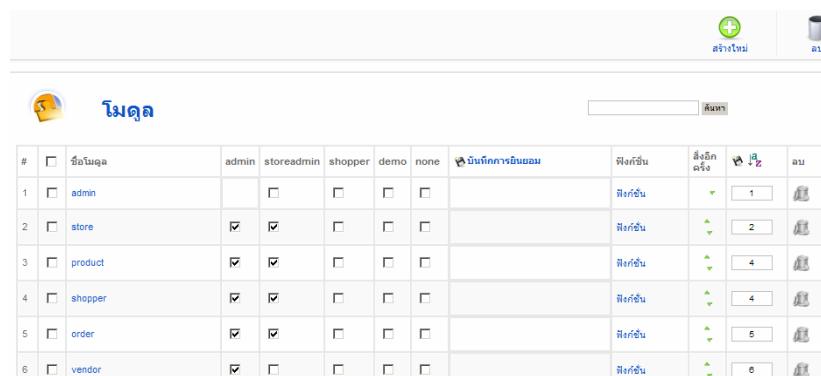 สร้างใหม่
ลบ
โมดูล
ค้นหา
# ชื่อโมดูล admin storeadmin shopper demo none บันทึกการยินยอม ฟังก์ชั่น สั่งอีกครั้ง ลบ
1 admin ฟังก์ชั่น 1
2 store ฟังก์ชั่น 2
3 product ฟังก์ชั่น 4
4 shopper ฟังก์ชั่น 4
5 order ฟังก์ชั่น 5
6 vendor ฟังก์ชั่น 6